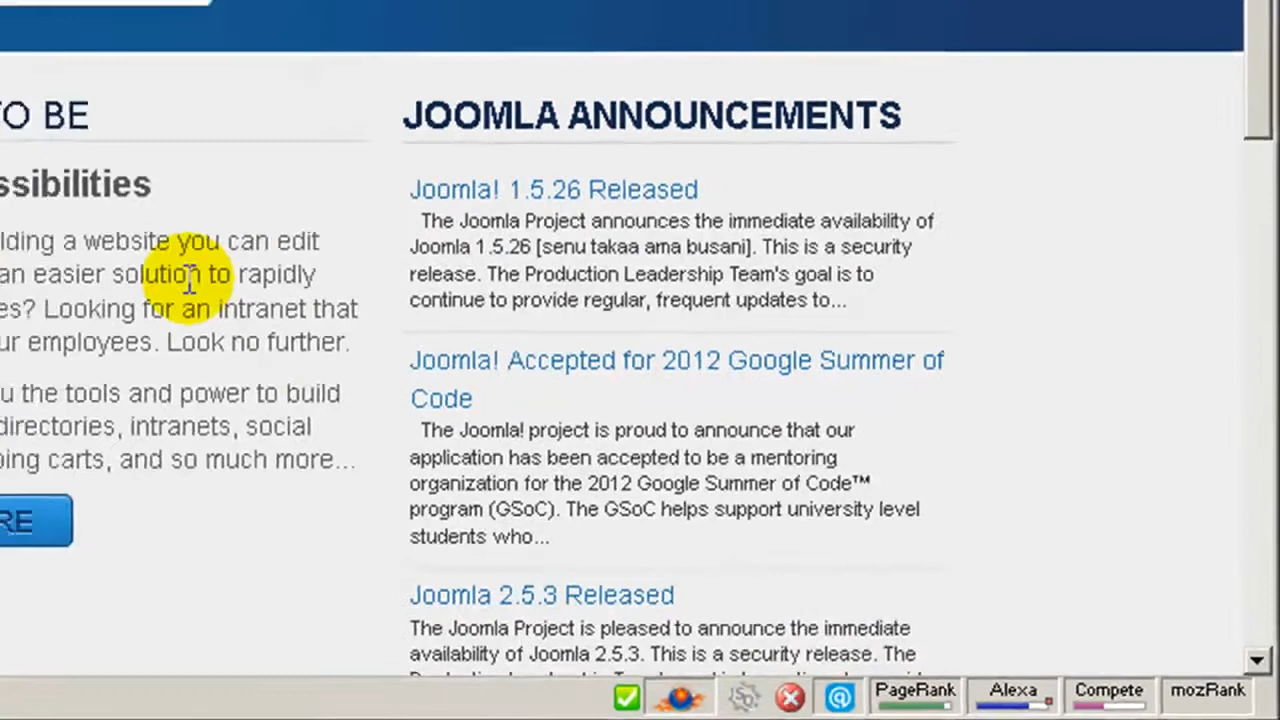 TO BE
ssibilities
lding a website you can edit
an easier solution to rapidly
es? Looking for an intranet that
ur employees. Look no further.
u the tools and power to build
directories, intranets, social
ping carts, and so much more...
RE
JOOMLA ANNOUNCEMENTS
Joomla! 1.5.26 Released
The Joomla Project announces the immediate availability of
Joomla 1.5.26 [senu takaa ama busani]. This is a security
release. The Production Leadership Team's goal is to
continue to provide regular, frequent updates to...
Joomla! Accepted for 2012 Google Summer of
Code
The Joomla! project is proud to announce that our
application has been accepted to be a mentoring
organization for the 2012 Google Summer of Code™
program (GSoC). The GSoC helps support university level
students who...
Joomla 2.5.3 Released
The Joomla Project is pleased to announce the immediate
availability of Joomla 2.5.3. This is a security release. The
PageRank
Alexa
Compete
mozRank